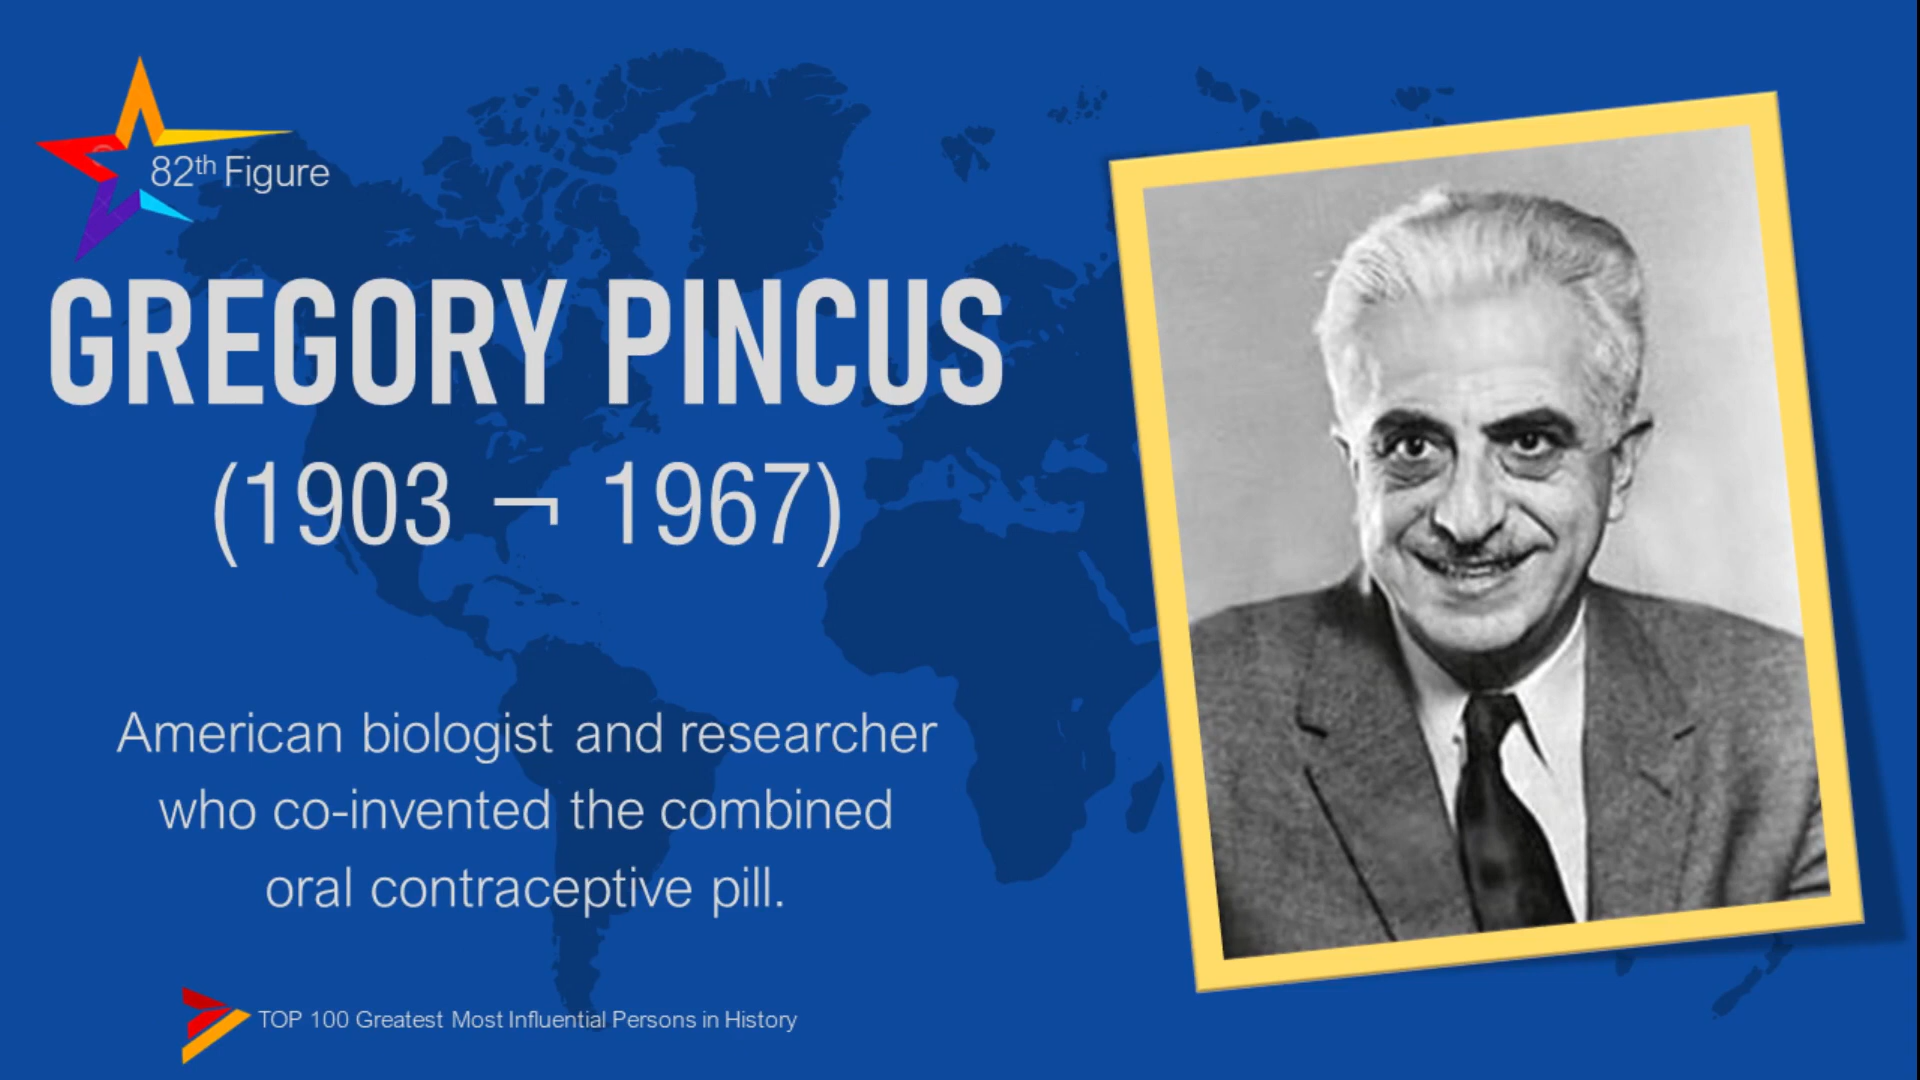 82th Figure
GREGORY PINCUS
(1903 ¬ 1967)
American biologist and researcher
who co-invented the combined
oral contraceptive pill.
TOP 100 Greatest Most Influential Persons in History